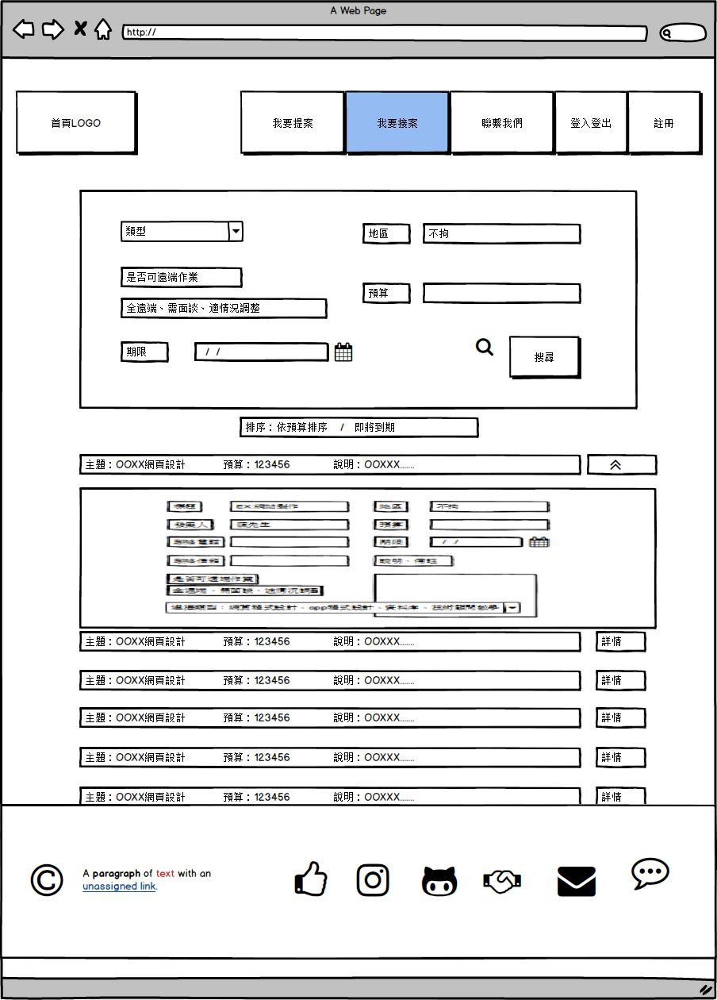 A Web Page
http://
首頁LOGO
我要提案
我要接案
聯繫我們
登入登出
註冊
類型
地區
不拘
是否可遠端作業
預算
全遠端、需面談、適情況調整
期限
/ /
搜尋
排序：依預算排序 / 即將到期
主題：OOXX網頁設計 預算：123456 說明：OOXXX.......
標題
EX:網站製作
地區
不拘
發案人
陳先生
預算
聯絡電話
期限
/ /
聯絡信箱
說明、備註
是否可遠端作業
全遠端、需面談、適情況調整
選擇類型：網頁程式設計、app程式設計、資料庫、技術顧問教學
主題：OOXX網頁設計 預算：123456 說明：OOXXX.......
詳情
主題：OOXX網頁設計 預算：123456 說明：OOXXX.......
詳情
主題：OOXX網頁設計 預算：123456 說明：OOXXX.......
詳情
主題：OOXX網頁設計 預算：123456 說明：OOXXX.......
詳情
主題：OOXX網頁設計 預算：123456 說明：OOXXX.......
詳情
A paragraph of text with an
unassigned link.